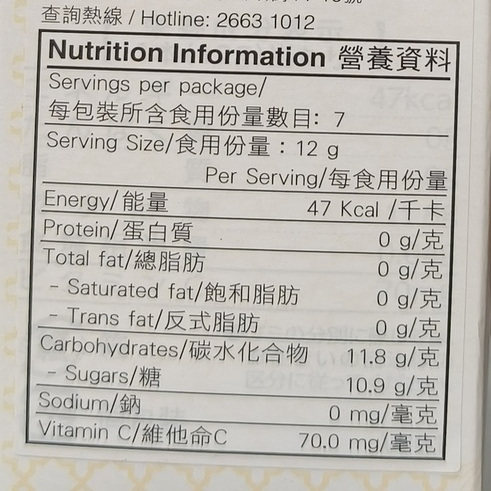 查詢熱線 / Hotline: 2663 1012
Nutrition Information 營養資料
Servings per package/
每包裝所含食用份量數目: 7
Serving Size/食用份量：12 g
Per Serving/每食用份量
Energy/能量 47 Kcal /千卡
Protein/蛋白質 0 g/克
Total fat/總脂肪 0 g/克
- Saturated fat/飽和脂肪 0 g/克
- Trans fat/反式脂肪 0 g/克
Carbohydrates/碳水化合物 11.8 g/克
- Sugars/糖 10.9 g/克
Sodium/鈉 0 mg/毫克
Vitamin C/維他命C 70.0 mg/毫克